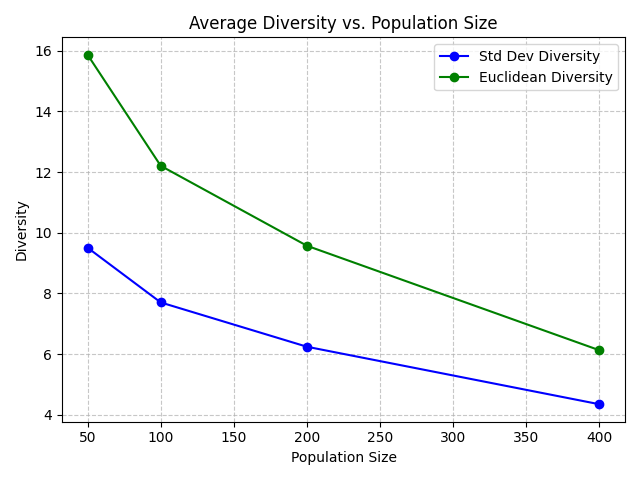 Average Diversity vs. Population Size
Std Dev Diversity
Euclidean Diversity
Diversity
16
14
12
10
8
6
4
50 100 150 200 250 300 350 400
Population Size